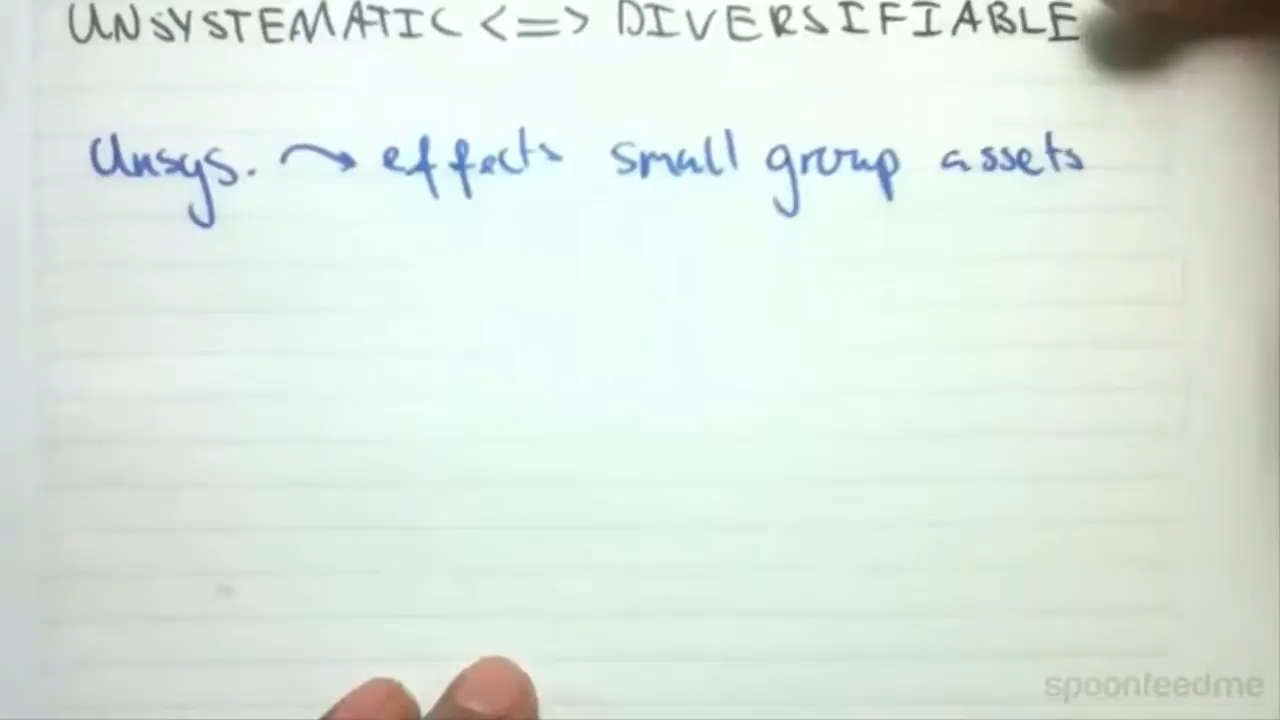 UNSYSTEMATIC <=> DIVERSIFIABLE
Unsys. → effects small group assets
spoonfeedme